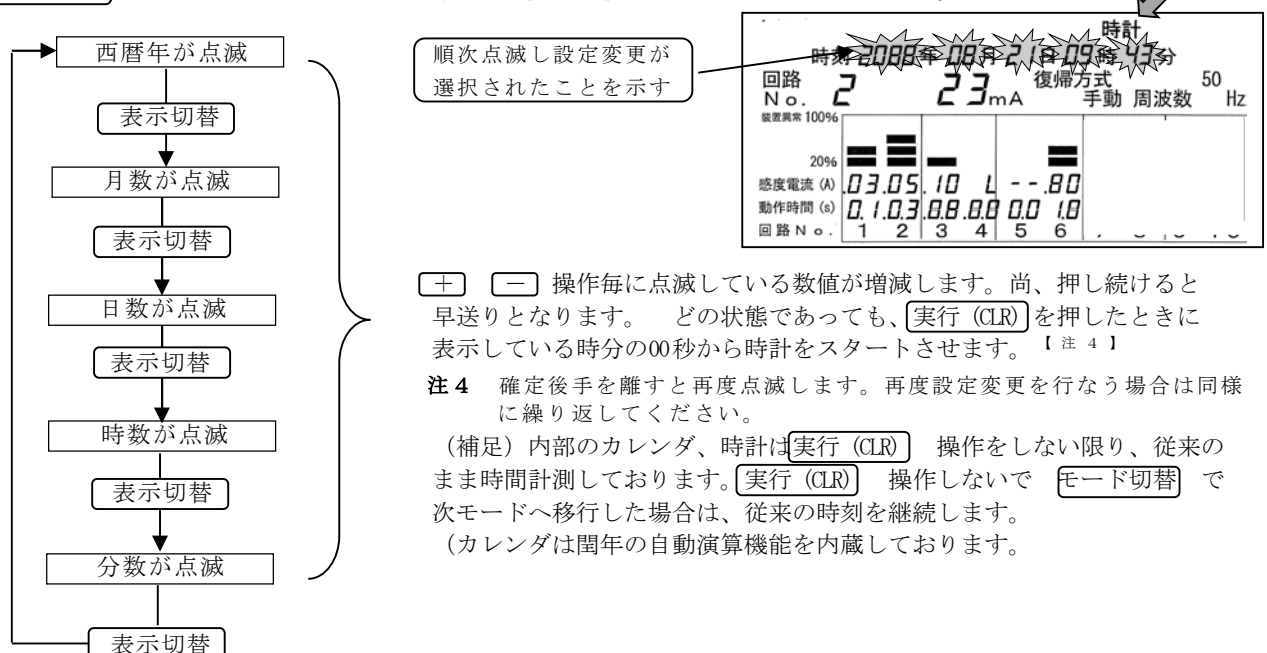 西暦年が点滅
表示切替
月数が点滅
表示切替
日数が点滅
表示切替
時数が点滅
表示切替
分数が点滅
表示切替
順次点滅し設定変更が
選択されたことを示す
時計
時刻 2088年 08月 21日 09時 43分
回路 復帰方式 50
No. 2 23mA 手動 周波数 Hz
装置異常 100%
20%
感度電流 (A) .03.05 .10 L --.80
動作時間 (s) 0.1.0.3 .0.8.0.0 0.0 1.0
回路No. 1 2 3 4 5 6
+ − 操作毎に点滅している数値が増減します。尚、押し続けると
早送りとなります。 どの状態であっても、実行 (CLR) を押したときに
表示している時分の00秒から時計をスタートさせます。【注 4】
注4 確定後手を離すと再度点滅します。再度設定変更を行なう場合は同様
に繰り返してください。
(補足)内部のカレンダ、時計は実行 (CLR) 操作をしない限り、従来の
まま時間計測しております。実行 (CLR) 操作しないで モード切替 で
次モードへ移行した場合は、従来の時刻を継続します。
(カレンダは閏年の自動演算機能を内蔵しております。